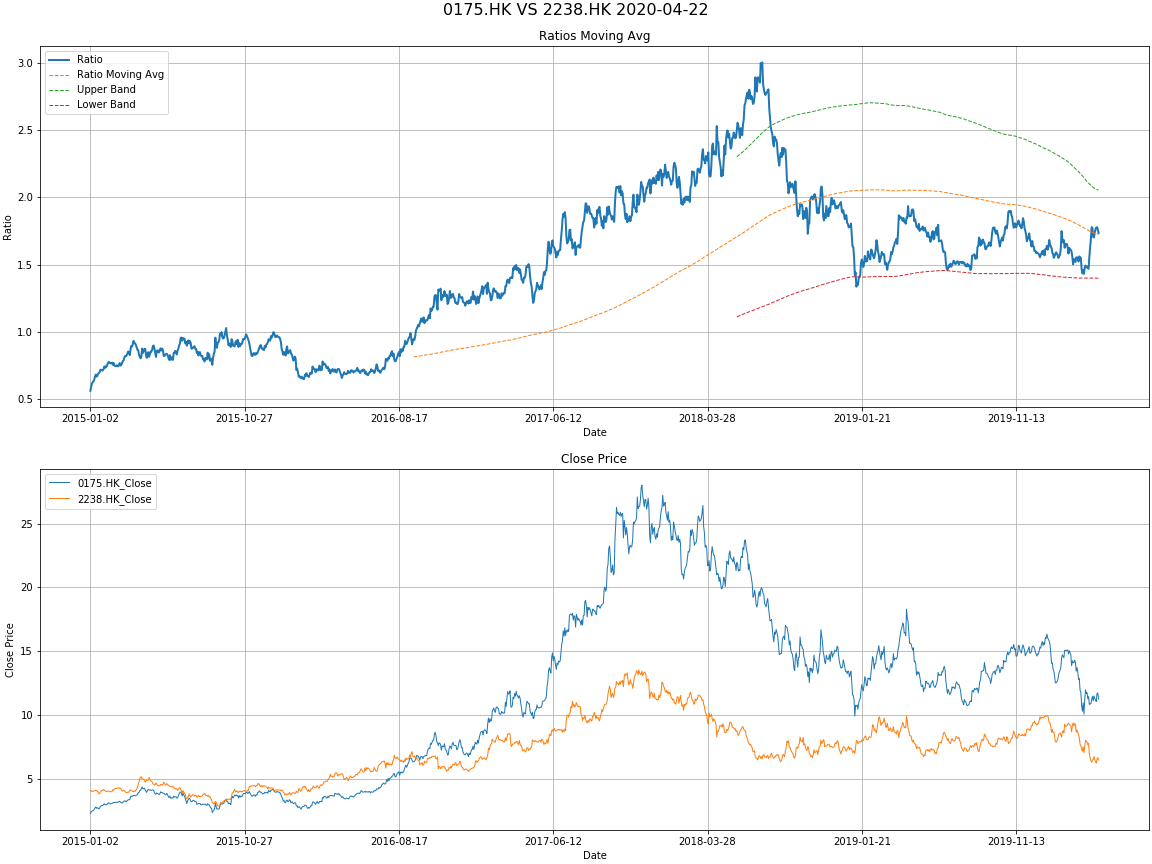 0175.HK VS 2238.HK 2020-04-22
Ratios Moving Avg
Ratio
Ratio Moving Avg
Upper Band
Lower Band
3.0
2.5
2.0
1.5
1.0
0.5
Ratio
2015-01-02 2015-10-27 2016-08-17 2017-06-12 2018-03-28 2019-01-21 2019-11-13
Date
Close Price
0175.HK_Close
2238.HK_Close
25
20
15
10
5
Close Price
2015-01-02 2015-10-27 2016-08-17 2017-06-12 2018-03-28 2019-01-21 2019-11-13
Date